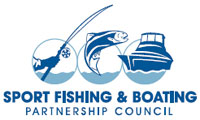 SPORT FISHING & BOATING
PARTNERSHIP COUNCIL